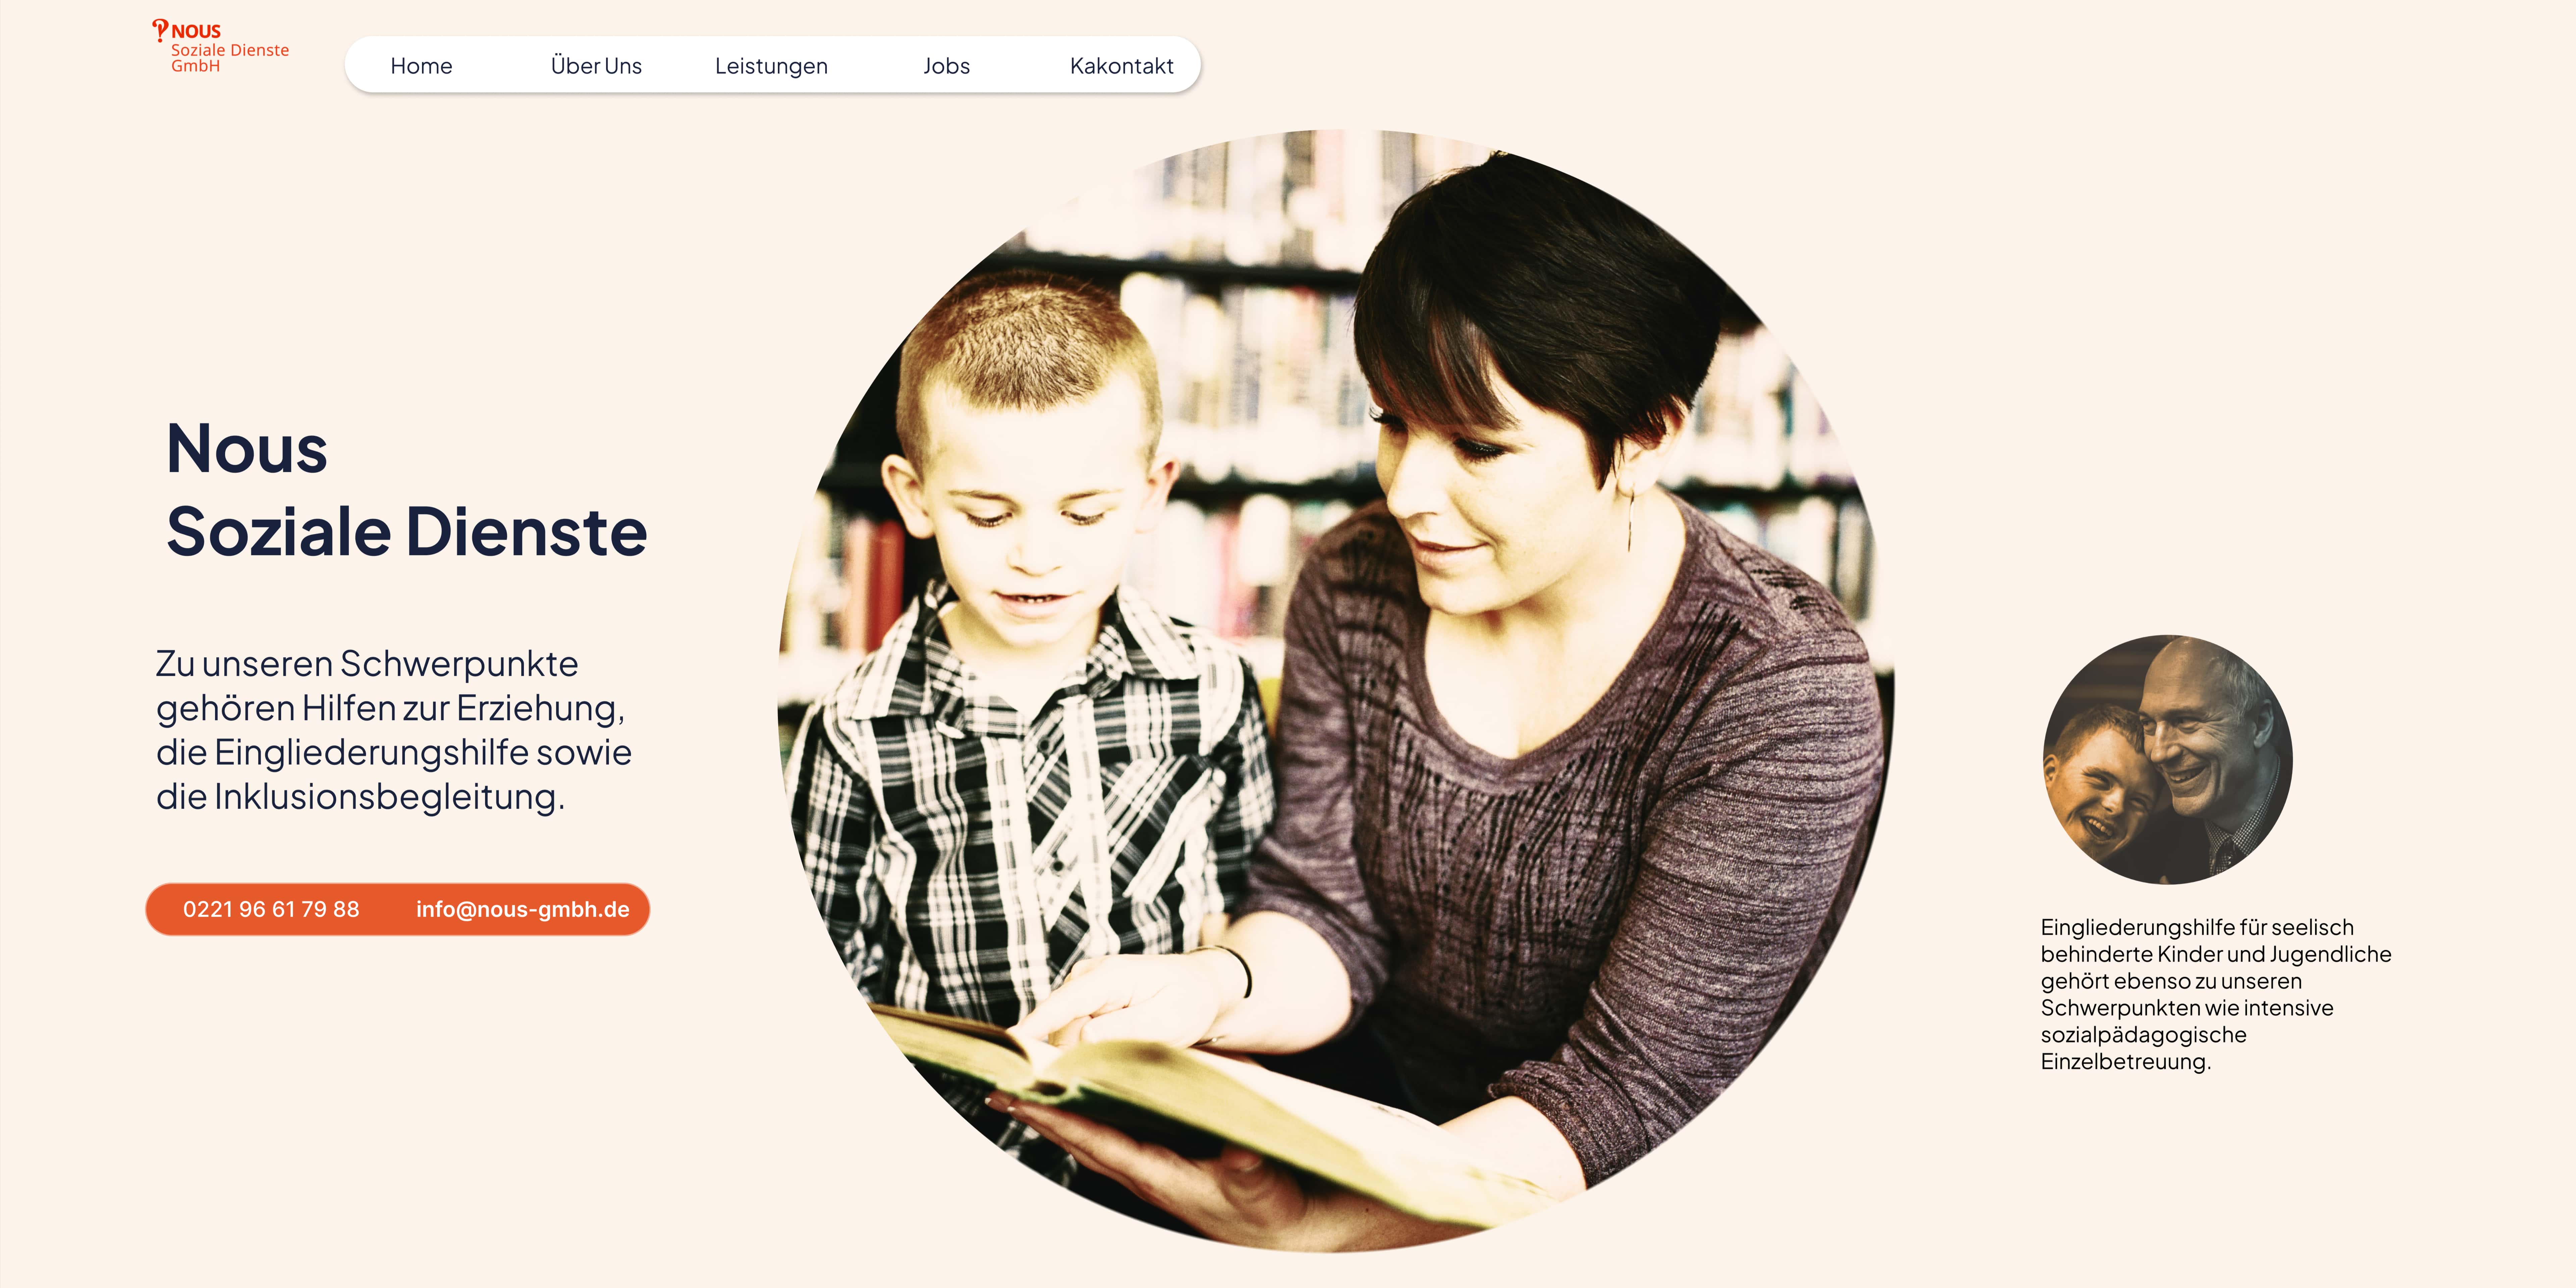 NOUS
Soziale Dienste
GmbH
Home Über Uns Leistungen Jobs Kakontakt
Nous
Soziale Dienste
Zu unseren Schwerpunkte
gehören Hilfen zur Erziehung,
die Eingliederungshilfe sowie
die Inklusionsbegleitung.
0221 96 61 79 88 info@nous-gmbh.de
Eingliederungshilfe für seelisch
behinderte Kinder und Jugendliche
gehört ebenso zu unseren
Schwerpunkten wie intensive
sozialpädagogische
Einzelbetreuung.